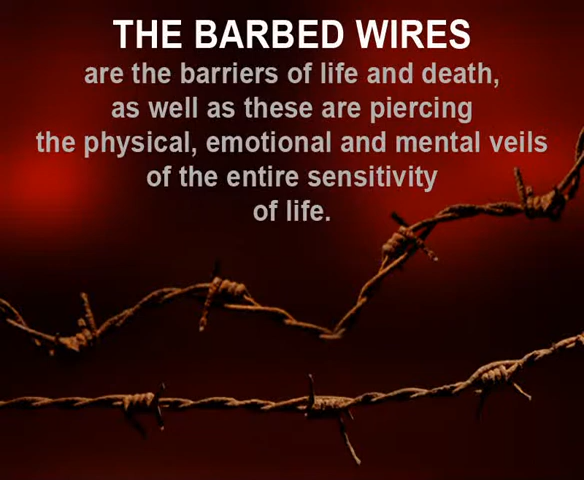 THE BARBED WIRES
are the barriers of life and death,
as well as these are piercing
the physical, emotional and mental veils
of the entire sensitivity
of life.